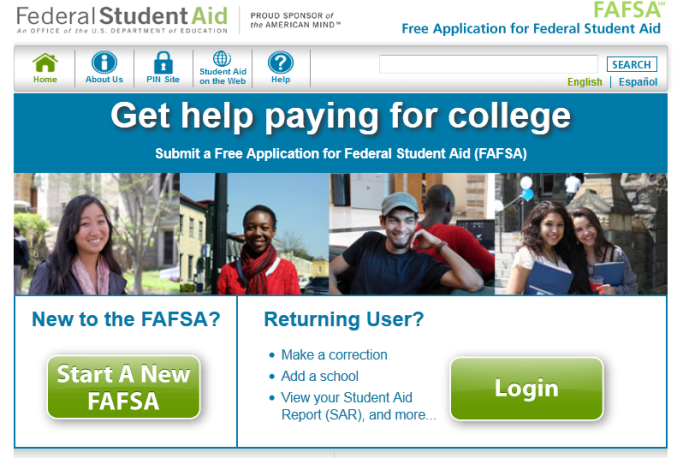 Federal Student Aid
An OFFICE of the U.S. DEPARTMENT of EDUCATION
PROUD SPONSOR of
the AMERICAN MIND™
FAFSA℠
Free Application for Federal Student Aid
Home
About Us
PIN Site
Student Aid
on the Web
Help
SEARCH
English | Español
Get help paying for college
Submit a Free Application for Federal Student Aid (FAFSA)
New to the FAFSA?
Start A New
FAFSA
Returning User?
• Make a correction
• Add a school
• View your Student Aid
Report (SAR), and more...
Login